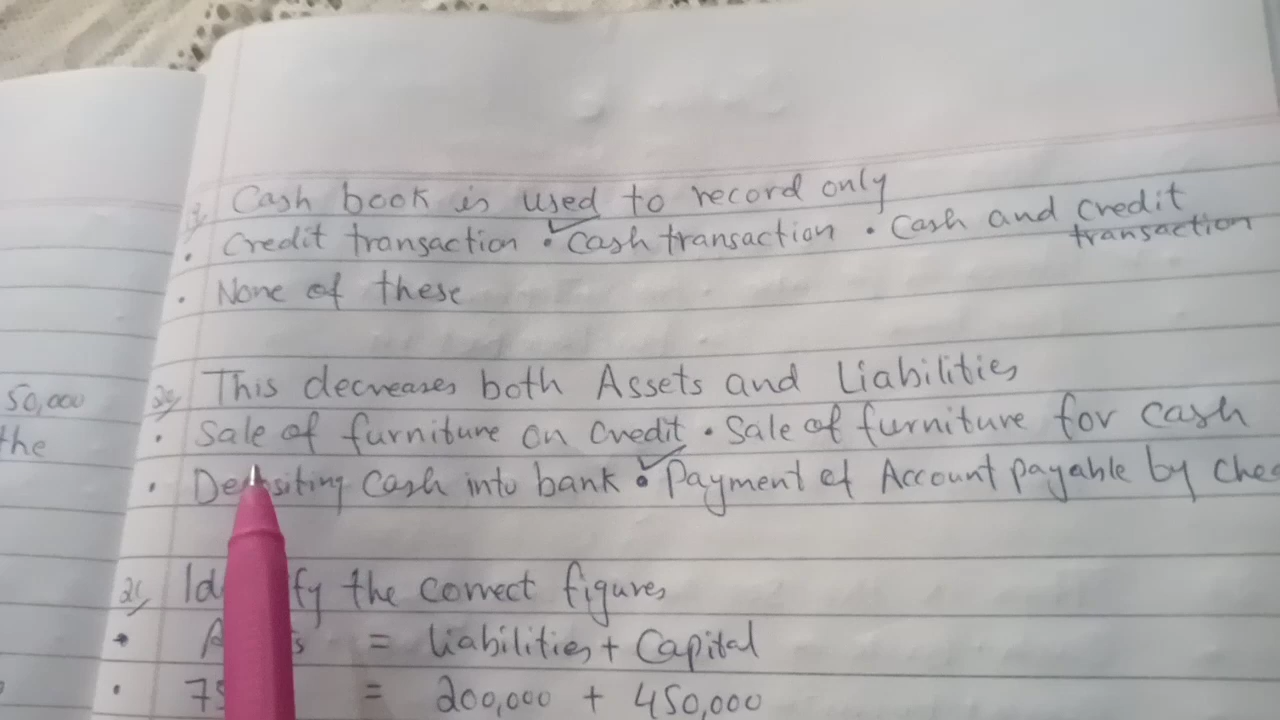 50,000
the
Cash book is used to record only
• Credit transaction • Cash transaction • Cash and Credit transaction
• None of these
20, This decreases both Assets and Liabilities
• Sale of furniture on Credit • Sale of furniture for cash
• Depositing Cash into bank • Payment of Account payable by
21, the correct figures
• = Liabilities + Capital
• = 200,000 + 450,000